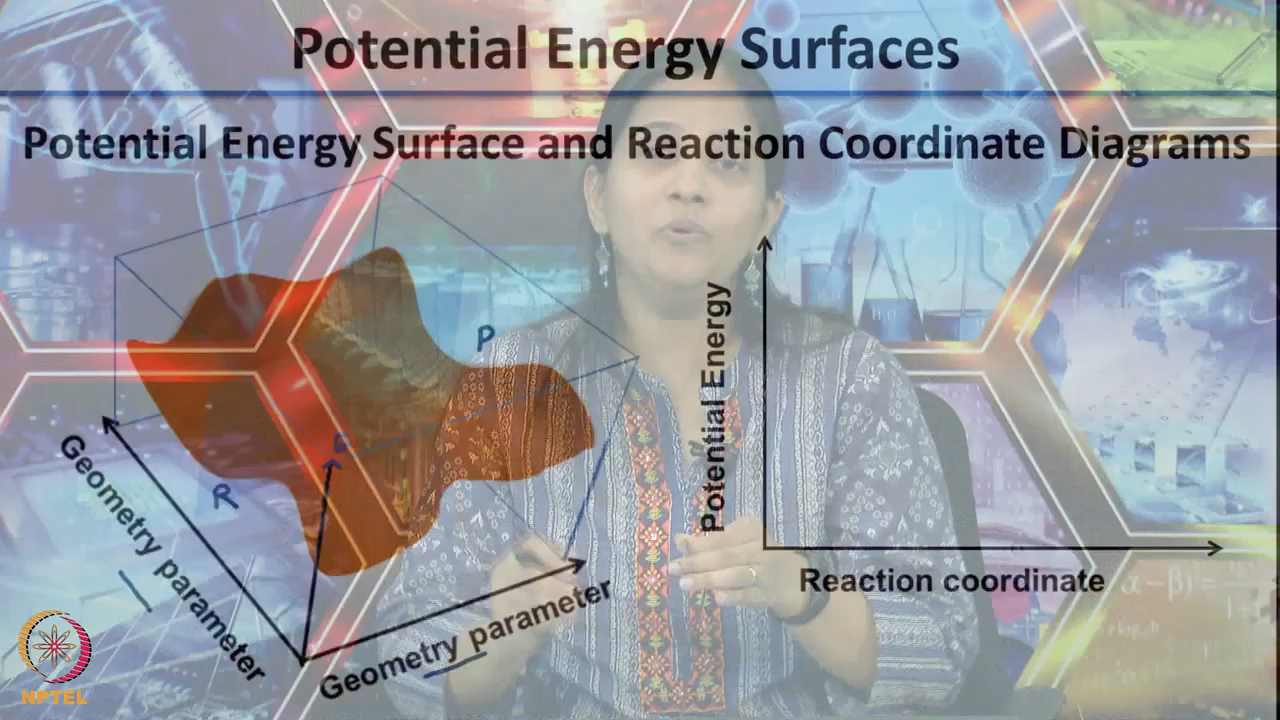 Potential Energy Surfaces
Potential Energy Surface and Reaction Coordinate Diagrams
P
R
E
Geometry parameter
Geometry parameter
Potential Energy
Reaction coordinate
NPTEL